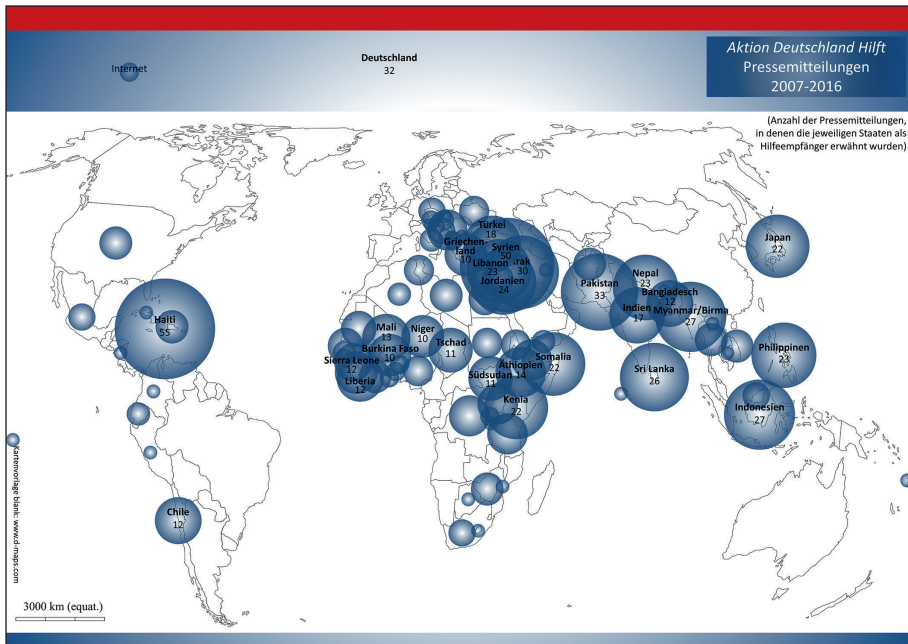 Internet
Deutschland
32
Aktion Deutschland Hilft
Pressemitteilungen
2007-2016
(Anzahl der Pressemitteilungen,
in denen die jeweiligen Staaten als
Hilfeempfänger erwähnt wurden)
Türkei
18
Griechen-
land
10
Syrien
50
Libanon
23
Irak
30
Jordanien
24
Japan
22
Pakistan
33
Nepal
23
Bangladesch
12
Indien
17
Myanmar/Birma
27
Haiti
55
Mali
13
Niger
10
Burkina Faso
10
Tschad
11
Sierra Leone
12
Liberia
12
Somalia
22
Äthiopien
14
Südsudan
11
Kenia
22
Sri Lanka
26
Philippinen
23
Indonesien
27
Chile
12
Kartenvorlage blank: www.d-maps.com
3000 km (equat.)